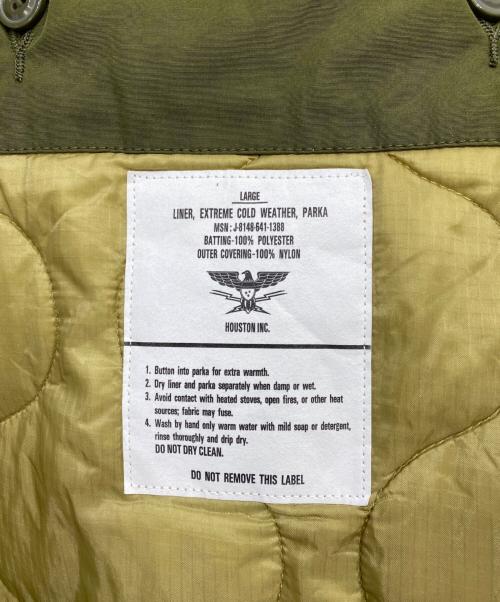 LARGE
LINER, EXTREME COLD WEATHER, PARKA
MSN: J-8148-641-1388
BATTING-100% POLYESTER
OUTER COVERING-100% NYLON
HOUSTON INC.
1. Button into parka for extra warmth.
2. Dry liner and parka separately when damp or wet.
3. Avoid contact with heated stoves, open fires, or other heat
sources; fabric may fuse.
4. Wash by hand only warm water with mild soap or detergent,
rinse thoroughly and drip dry.
DO NOT DRY CLEAN.
DO NOT REMOVE THIS LABEL